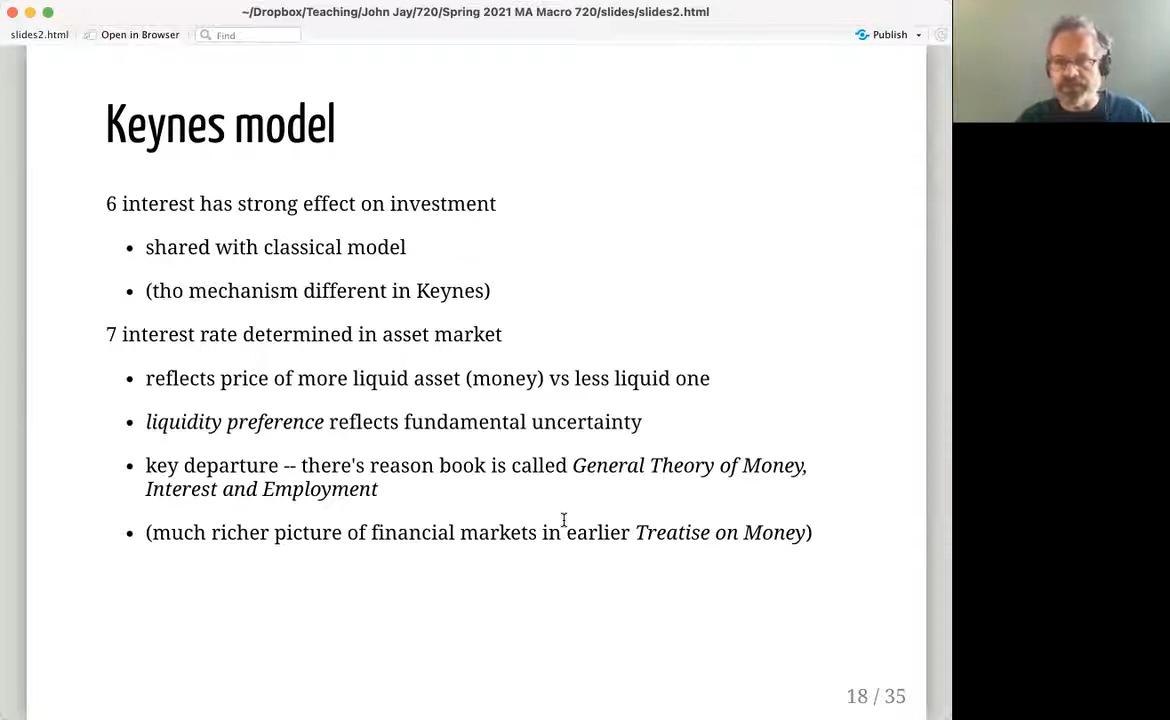 ~/Dropbox/Teaching/John Jay/720/Spring 2021 MA Macro 720/slides/slides2.html
slides2.html Open in Browser Find Publish
Keynes model
6 interest has strong effect on investment
• shared with classical model
• (tho mechanism different in Keynes)
7 interest rate determined in asset market
• reflects price of more liquid asset (money) vs less liquid one
• liquidity preference reflects fundamental uncertainty
• key departure -- there's reason book is called General Theory of Money,
Interest and Employment
• (much richer picture of financial markets in earlier Treatise on Money)
18 / 35